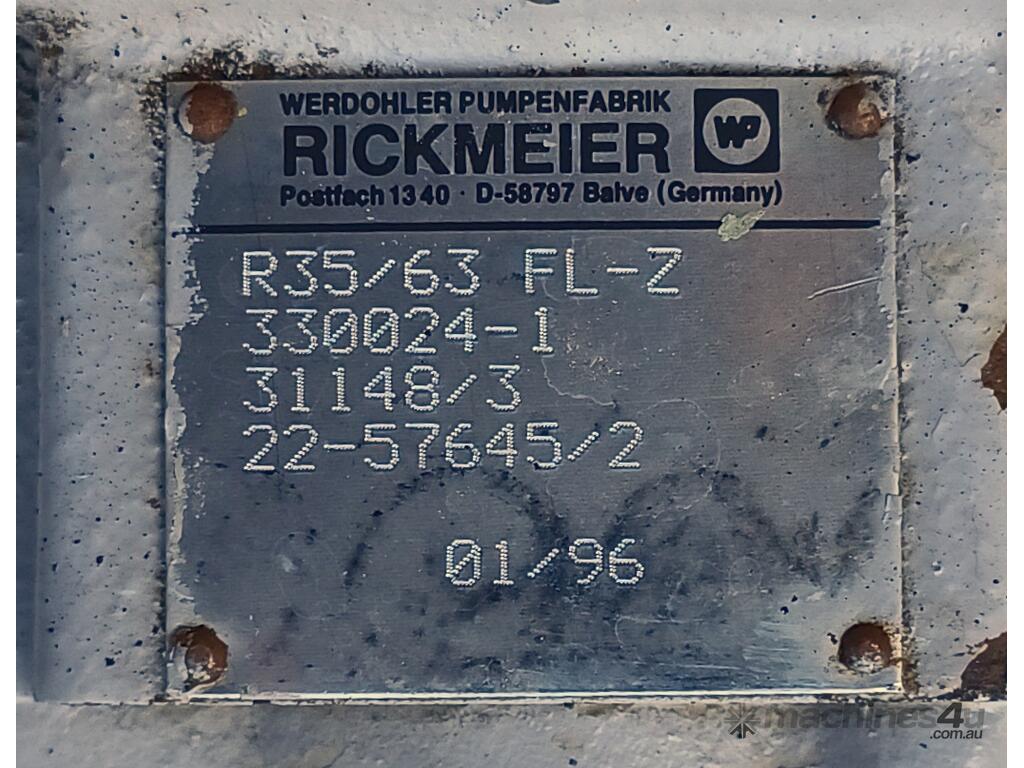 WERDOHLER PUMPENFABRIK
RICKMEIER
WP
Postfach 13 40 · D-58797 Balve (Germany)
R35/63 FL-Z
330024-1
31148/3
22-57645/2
01/96
machines4u
.com.au